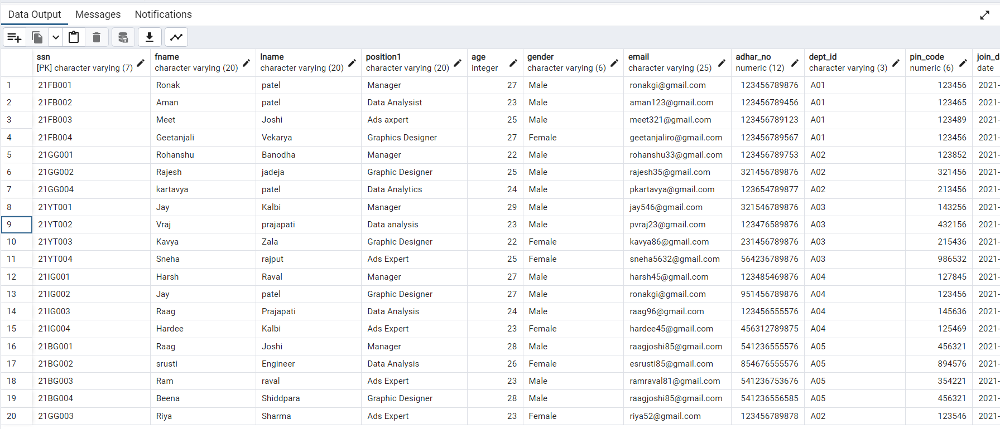 Data Output Messages Notifications
ssn fname lname position1 age gender email adhar_no dept_id pin_code join_d
[PK] character varying (7) character varying (20) character varying (20) character varying (20) integer character varying (6) character varying (25) numeric (12) character varying (3) numeric (6) date
1 21FB001 Ronak patel Manager 27 Male ronakgi@gmail.com 123456789876 A01 123456 2021-
2 21FB002 Aman patel Data Analysist 23 Male aman123@gmail.com 123456789456 A01 123465 2021-
3 21FB003 Meet Joshi Ads axpert 25 Male meet321@gmail.com 123456789123 A01 123489 2021-
4 21FB004 Geetanjali Vekarya Graphics Designer 27 Female geetanjaliro@gmail.com 123456789567 A01 123456 2021-
5 21GG001 Rohanshu Banodha Manager 22 Male rohanshu33@gmail.com 123456789753 A02 123852 2021-
6 21GG002 Rajesh jadeja Graphic Designer 25 Male rajesh35@gmail.com 321456789876 A02 321456 2021-
7 21GG004 kartavya patel Data Analytics 24 Male pkartavya@gmail.com 123654789877 A02 213456 2021-
8 21YT001 Jay Kalbi Manager 29 Male jay546@gmail.com 321546789876 A03 143256 2021-
9 21YT002 Vraj prajapati Data analysis 23 Male pvraj23@gmail.com 123476589876 A03 432156 2021-
10 21YT003 Kavya Zala Graphic Designer 22 Female kavya86@gmail.com 231456789876 A03 215436 2021-
11 21YT004 Sneha rajput Ads Expert 25 Female sneha5632@gmail.com 564236789876 A03 986532 2021-
12 21IG001 Harsh Raval Manager 27 Male harsh45@gmail.com 123485469876 A04 127845 2021-
13 21IG002 Jay patel Graphic Designer 27 Male ronakgi@gmail.com 951456789876 A04 123456 2021-
14 21IG003 Raag Prajapati Data Analysis 24 Male raag96@gmail.com 123456555576 A04 145636 2021-
15 21IG004 Hardee Kalbi Ads Expert 23 Female hardee45@gmail.com 456312789875 A04 125469 2021-
16 21BG001 Raag Joshi Manager 28 Male raagjoshi85@gmail.com 541236555576 A05 456321 2021-
17 21BG002 srusti Engineer Data Analysis 26 Female esrusti85@gmail.com 854676555576 A05 894576 2021-
18 21BG003 Ram raval Ads Expert 23 Male ramraval81@gmail.com 541236753676 A05 354221 2021-
19 21BG004 Beena Shiddpara Graphic Designer 28 Male raagjoshi85@gmail.com 541236556585 A05 456321 2021-
20 21GG003 Riya Sharma Ads Expert 23 Female riya52@gmail.com 123456789878 A02 123546 2021-